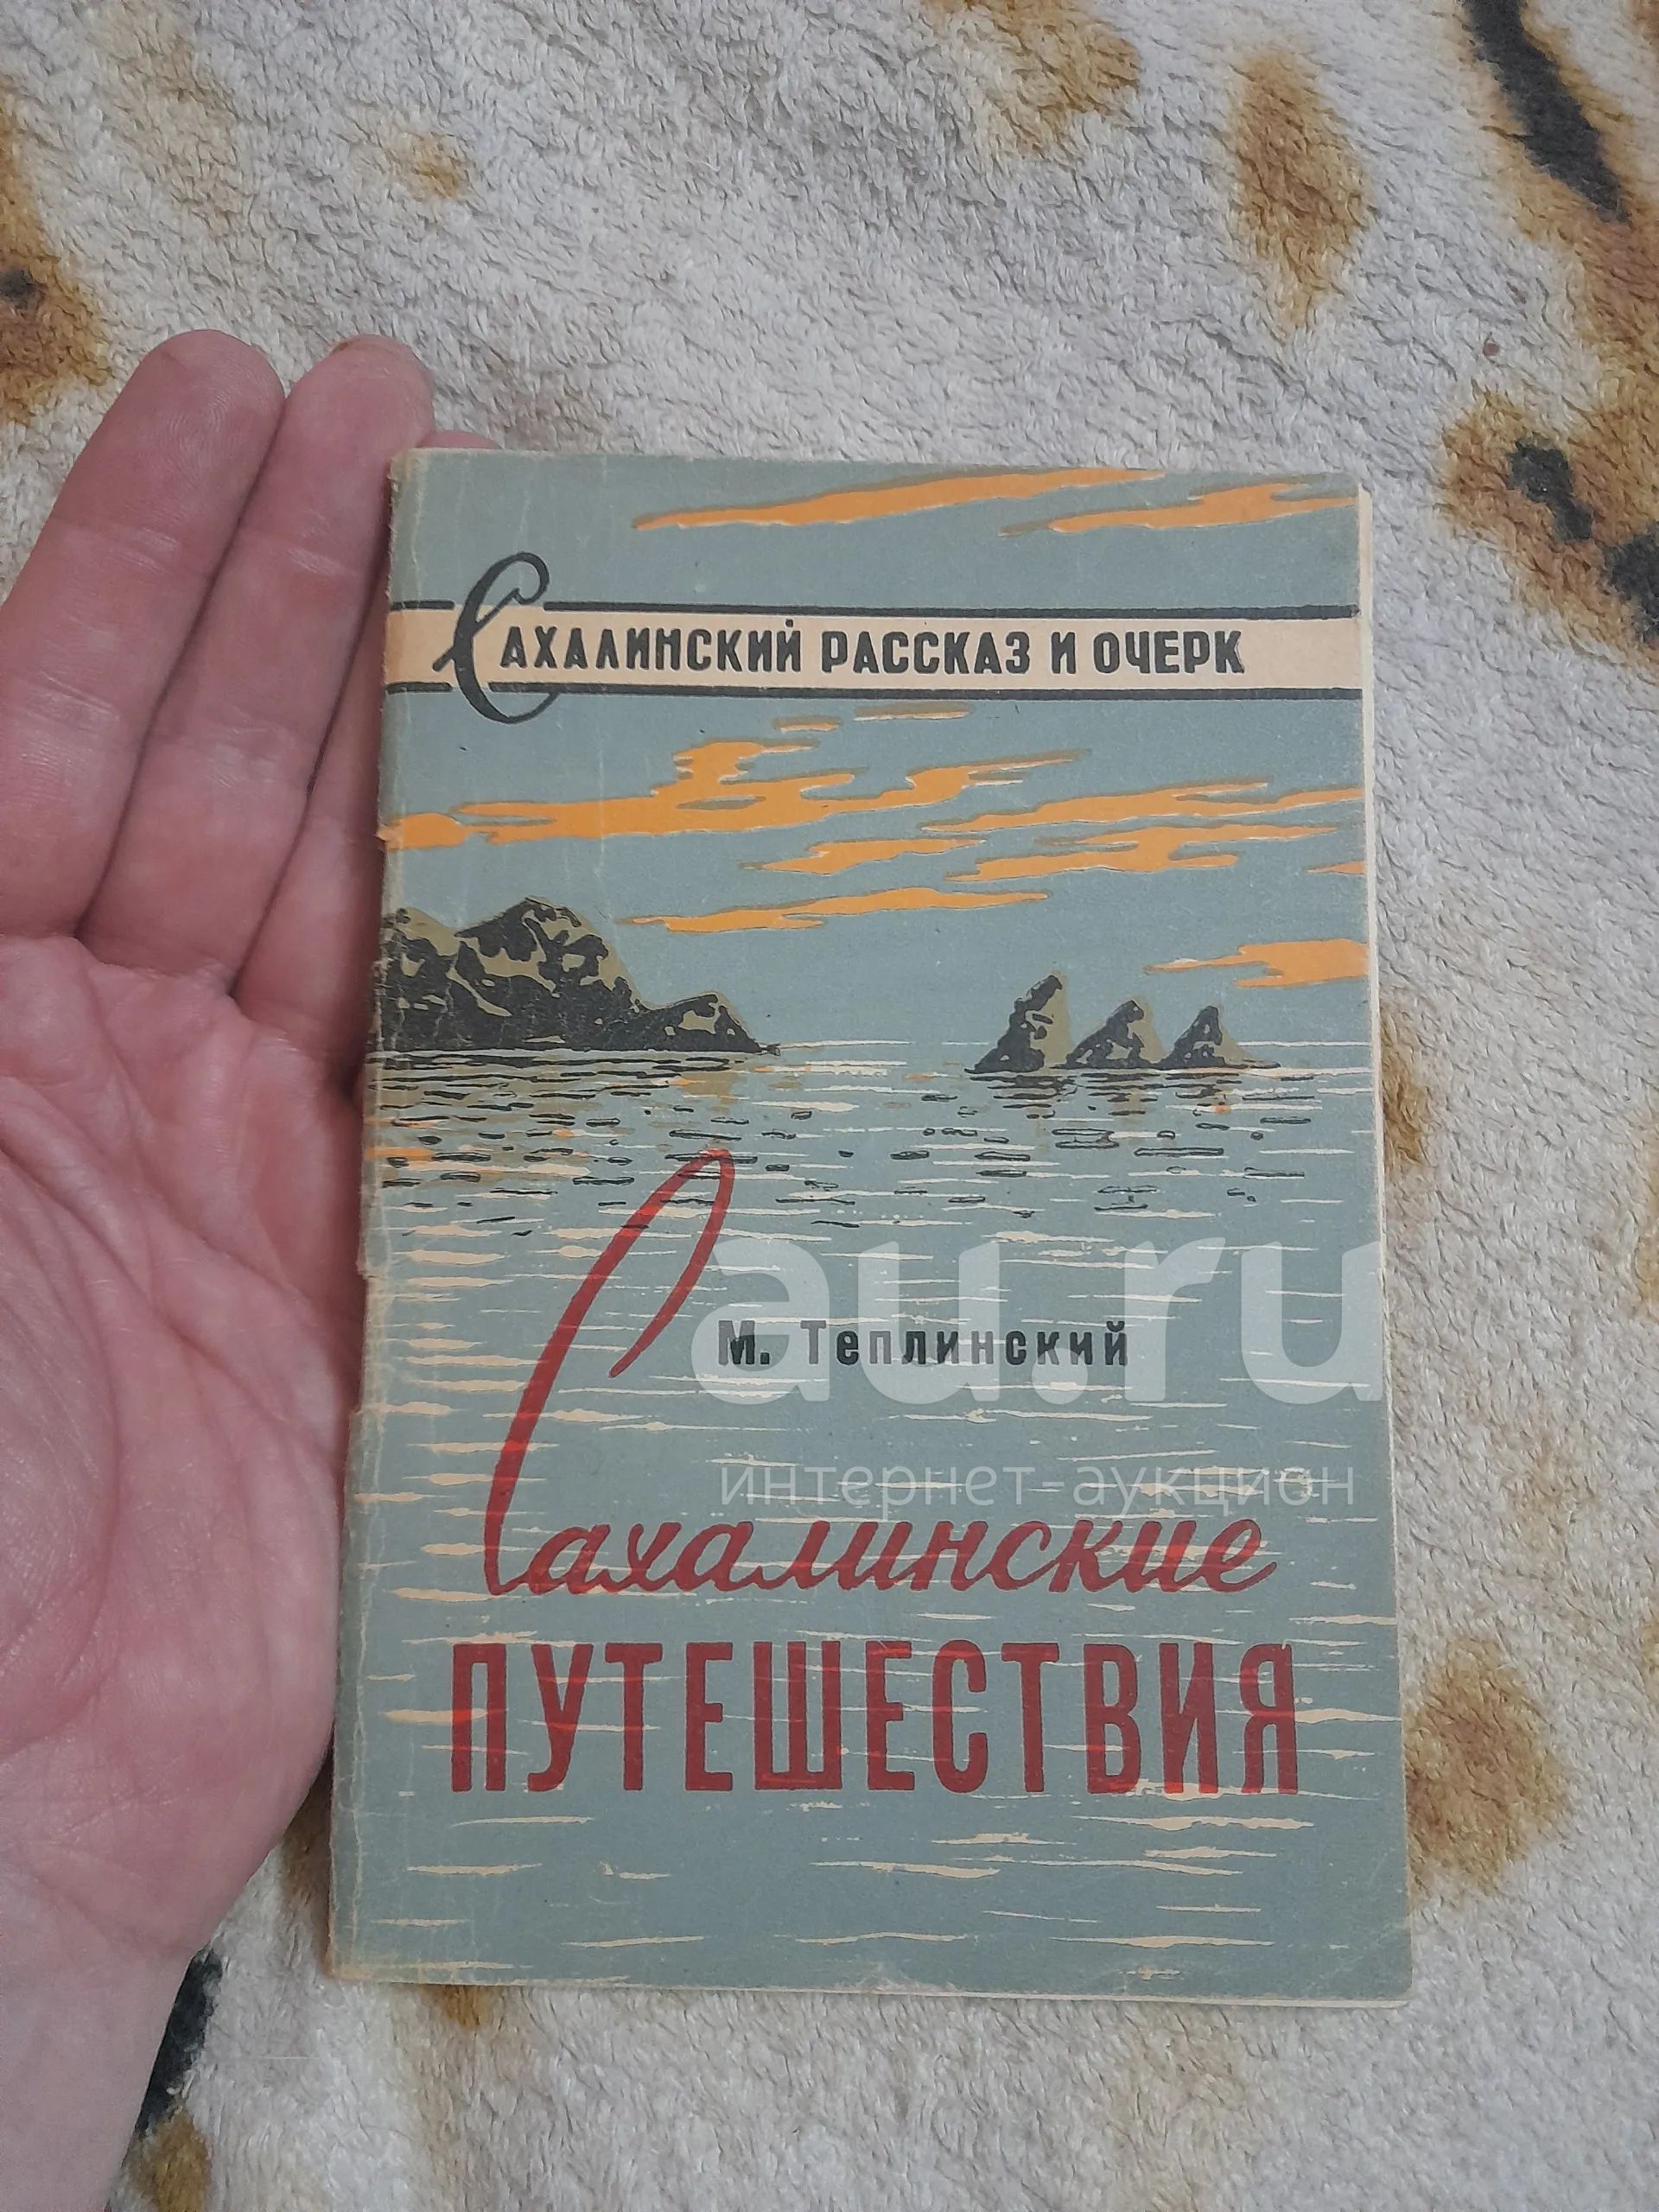 Сахалинский рассказ и очерк
au.ru
М. Теплинский
интернет-аукцион
Сахалинские
ПУТЕШЕСТВИЯ